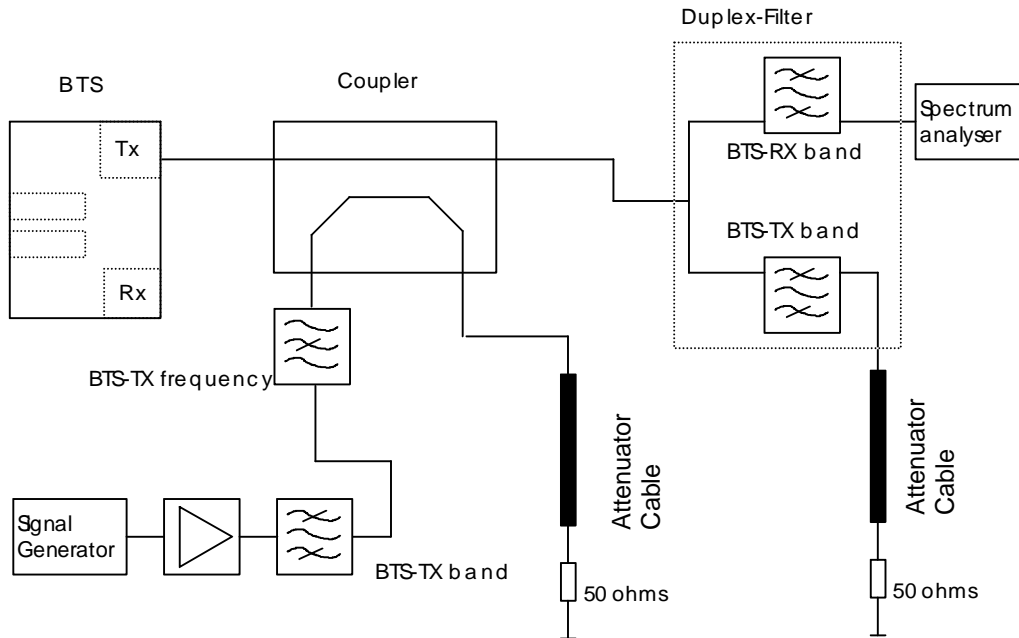 Duplex-Filter
BTS
Coupler
Tx
Spectrum
analyser
BTS-RX band
BTS-TX band
Rx
BTS-TX frequency
Attenuator
Cable
Attenuator
Cable
Signal
Generator
BTS-TX band
50 ohms
50 ohms